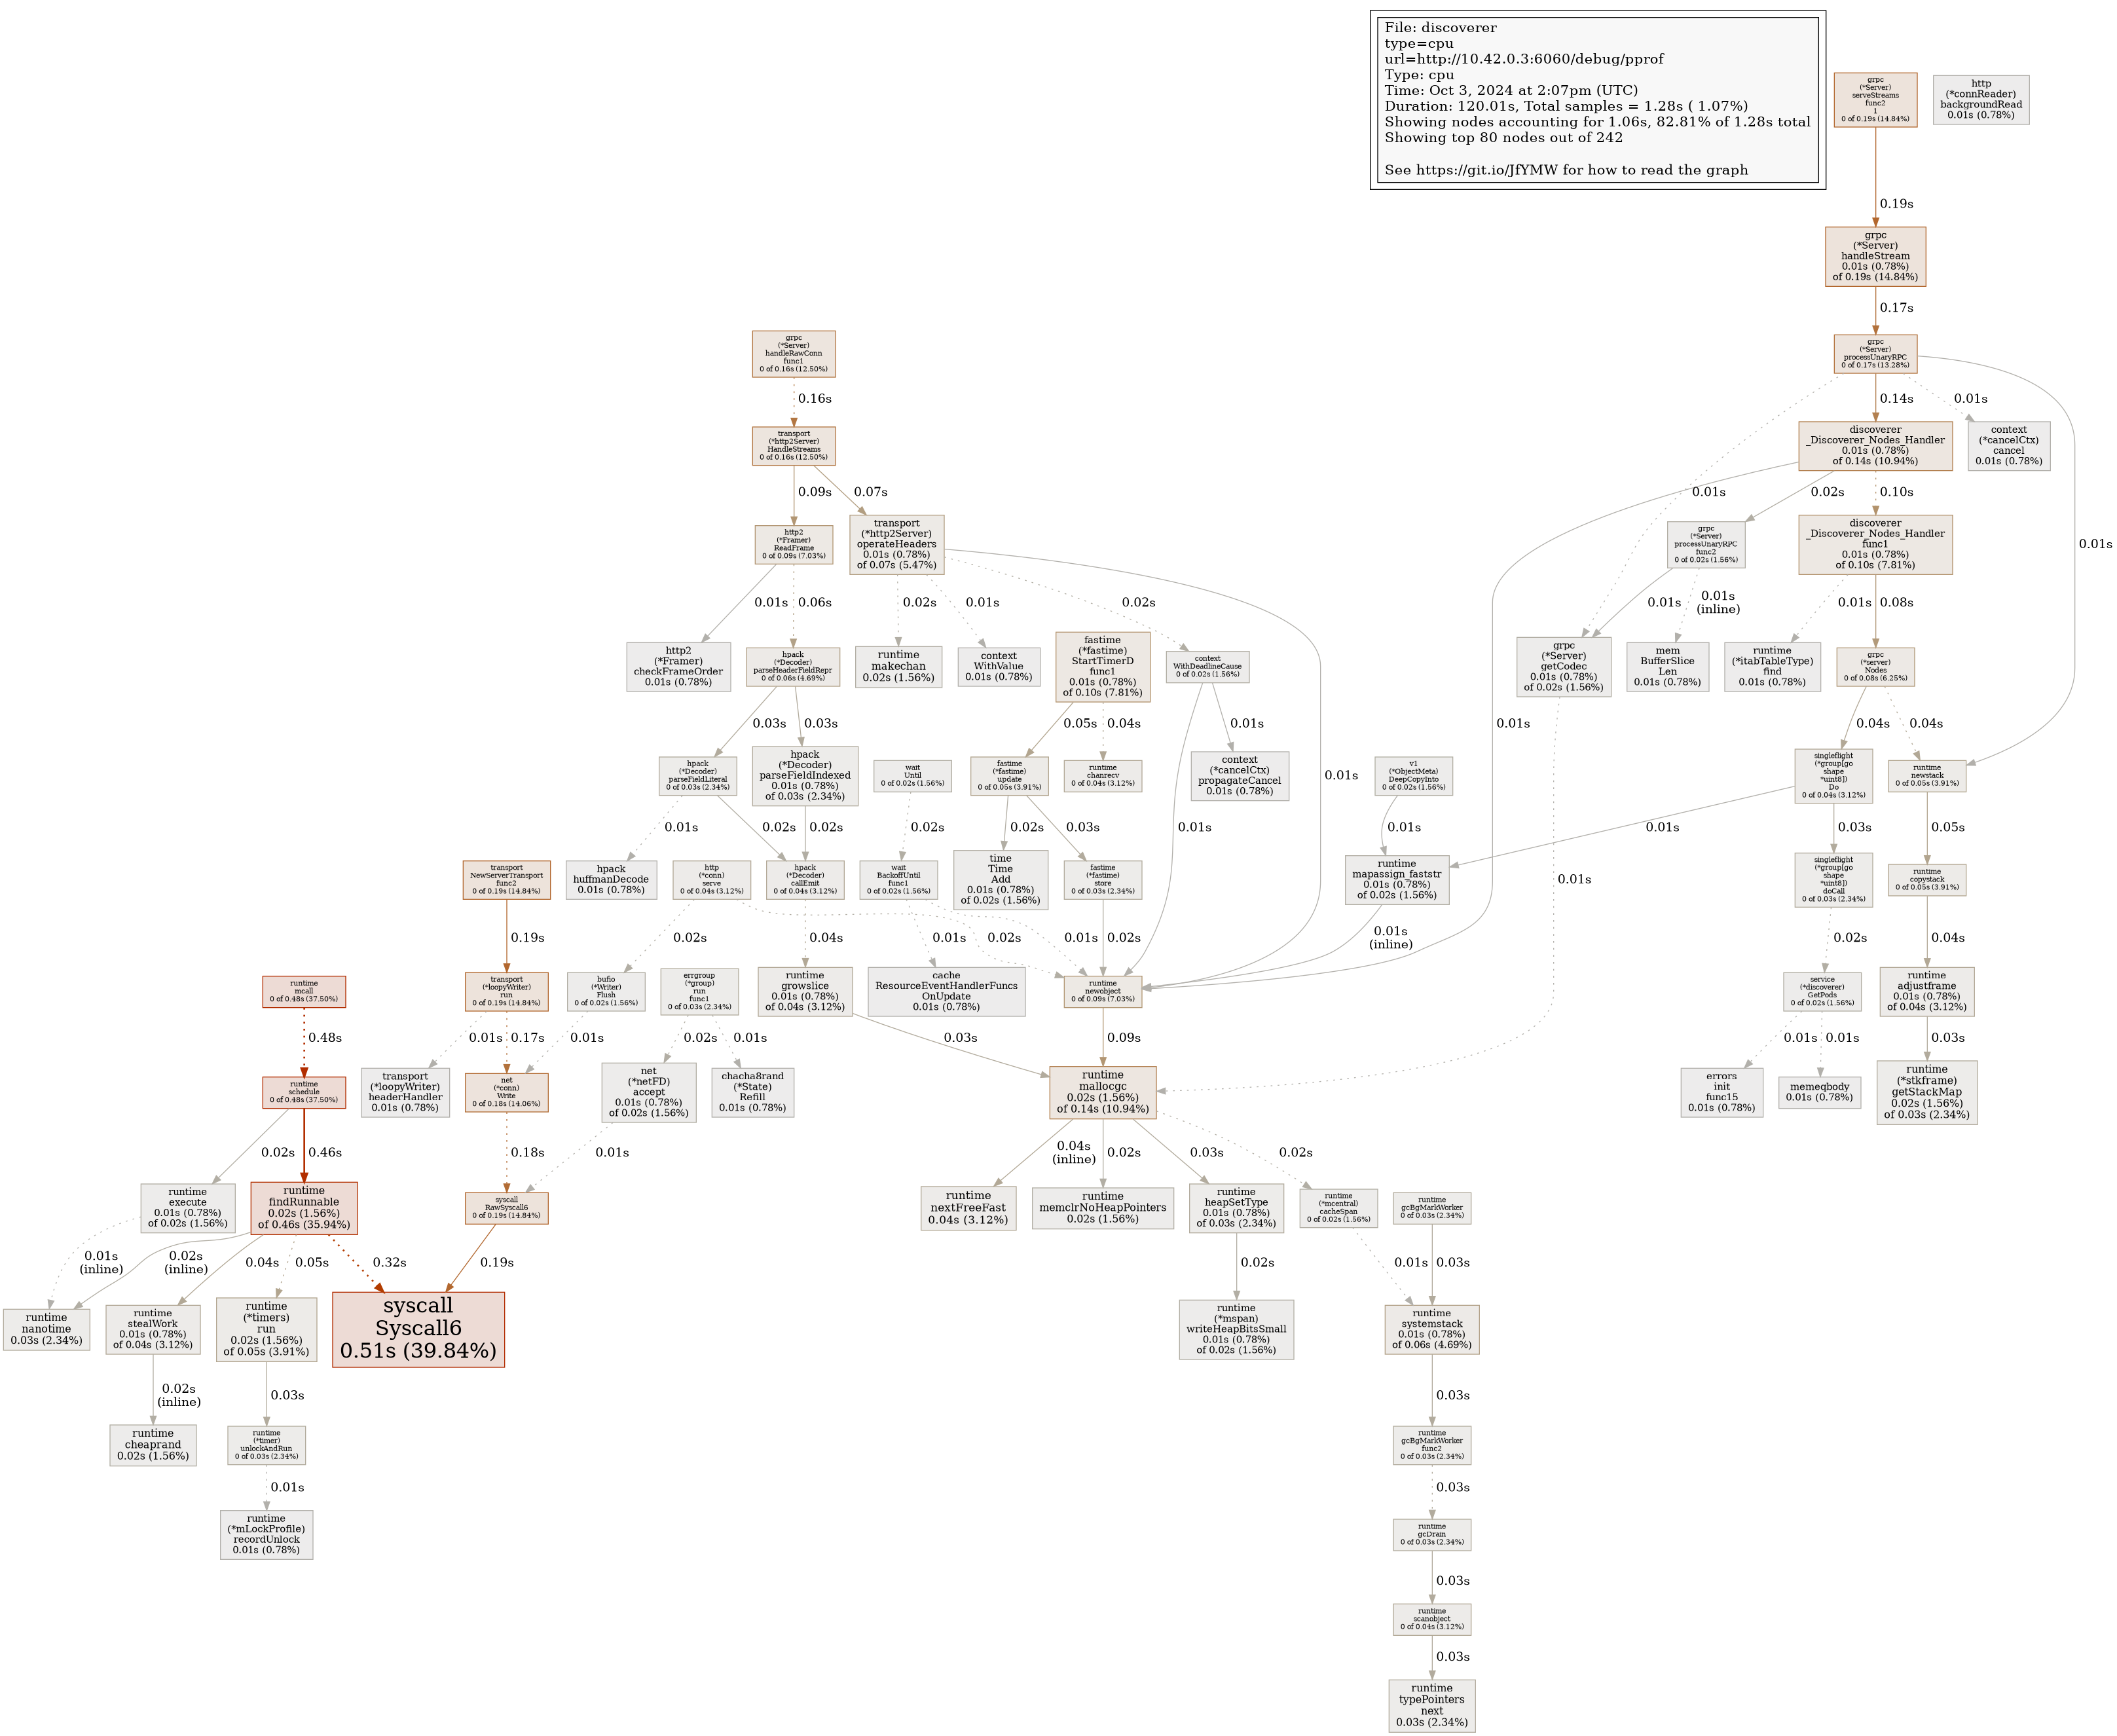 File: discoverer
type=cpu
url=http://10.42.0.3:6060/debug/pprof
Type: cpu
Time: Oct 3, 2024 at 2:07pm (UTC)
Duration: 120.01s, Total samples = 1.28s ( 1.07%)
Showing nodes accounting for 1.06s, 82.81% of 1.28s total
Showing top 80 nodes out of 242
See https://git.io/JfYMW for how to read the graph
grpc
(*Server)
serveStreams
func2
1
0 of 0.19s (14.84%)
http
(*connReader)
backgroundRead
0.01s (0.78%)
0.19s
grpc
(*Server)
handleStream
0.01s (0.78%)
of 0.19s (14.84%)
0.17s
grpc
(*Server)
handleRawConn
func1
0 of 0.16s (12.50%)
grpc
(*Server)
processUnaryRPC
0 of 0.17s (13.28%)
0.16s
0.14s
0.01s
transport
(*http2Server)
HandleStreams
0 of 0.16s (12.50%)
discoverer
_Discoverer_Nodes_Handler
0.01s (0.78%)
of 0.14s (10.94%)
context
(*cancelCtx)
cancel
0.01s (0.78%)
0.09s
0.07s
0.01s
0.02s
0.10s
0.01s
http2
(*Framer)
ReadFrame
0 of 0.09s (7.03%)
transport
(*http2Server)
operateHeaders
0.01s (0.78%)
of 0.07s (5.47%)
grpc
(*Server)
processUnaryRPC
func2
0 of 0.02s (1.56%)
discoverer
_Discoverer_Nodes_Handler
func1
0.01s (0.78%)
of 0.10s (7.81%)
0.01s
0.06s
0.02s
0.01s
0.02s
0.01s
0.01s
(inline)
0.01s
0.08s
http2
(*Framer)
checkFrameOrder
0.01s (0.78%)
hpack
(*Decoder)
parseHeaderFieldRepr
0 of 0.06s (4.69%)
runtime
makechan
0.02s (1.56%)
context
WithValue
0.01s (0.78%)
fastime
(*fastime)
StartTimerD
func1
0.01s (0.78%)
of 0.10s (7.81%)
context
WithDeadlineCause
0 of 0.02s (1.56%)
grpc
(*Server)
getCodec
0.01s (0.78%)
of 0.02s (1.56%)
mem
BufferSlice
Len
0.01s (0.78%)
runtime
(*itabTableType)
find
0.01s (0.78%)
grpc
(*server)
Nodes
0 of 0.08s (6.25%)
0.03s
0.03s
0.05s
0.04s
0.01s
0.01s
0.04s
0.04s
hpack
(*Decoder)
parseFieldLiteral
0 of 0.03s (2.34%)
hpack
(*Decoder)
parseFieldIndexed
0.01s (0.78%)
of 0.03s (2.34%)
wait
Until
0 of 0.02s (1.56%)
fastime
(*fastime)
update
0 of 0.05s (3.91%)
runtime
chanrecv
0 of 0.04s (3.12%)
context
(*cancelCtx)
propagateCancel
0.01s (0.78%)
0.01s
v1
(*ObjectMeta)
DeepCopyInto
0 of 0.02s (1.56%)
singleflight
(*group[go
shape
*uint8])
Do
0 of 0.04s (3.12%)
runtime
newstack
0 of 0.05s (3.91%)
0.01s
0.02s
0.02s
0.02s
0.02s
0.03s
0.01s
0.01s
0.01s
0.03s
0.05s
transport
NewServerTransport
func2
0 of 0.19s (14.84%)
hpack
huffmanDecode
0.01s (0.78%)
http
(*conn)
serve
0 of 0.04s (3.12%)
hpack
(*Decoder)
callEmit
0 of 0.04s (3.12%)
wait
BackoffUntil
func1
0 of 0.02s (1.56%)
time
Time
Add
0.01s (0.78%)
of 0.02s (1.56%)
fastime
(*fastime)
store
0 of 0.03s (2.34%)
runtime
mapassign_faststr
0.01s (0.78%)
of 0.02s (1.56%)
0.01s
singleflight
(*group[go
shape
*uint8])
doCall
0 of 0.03s (2.34%)
runtime
copystack
0 of 0.05s (3.91%)
0.19s
0.02s
0.04s
0.01s
0.02s
0.01s
0.02s
0.01s
(inline)
0.02s
0.04s
runtime
mcall
0 of 0.48s (37.50%)
transport
(*loopyWriter)
run
0 of 0.19s (14.84%)
bufio
(*Writer)
Flush
0 of 0.02s (1.56%)
errgroup
(*group)
run
func1
0 of 0.03s (2.34%)
runtime
growslice
0.01s (0.78%)
of 0.04s (3.12%)
cache
ResourceEventHandlerFuncs
OnUpdate
0.01s (0.78%)
runtime
newobject
0 of 0.09s (7.03%)
service
(*discoverer)
GetPods
0 of 0.02s (1.56%)
runtime
adjustframe
0.01s (0.78%)
of 0.04s (3.12%)
0.48s
0.01s
0.17s
0.01s
0.02s
0.01s
0.03s
0.09s
0.01s
0.01s
0.03s
runtime
schedule
0 of 0.48s (37.50%)
transport
(*loopyWriter)
headerHandler
0.01s (0.78%)
net
(*conn)
Write
0 of 0.18s (14.06%)
net
(*netFD)
accept
0.01s (0.78%)
of 0.02s (1.56%)
chacha8rand
(*State)
Refill
0.01s (0.78%)
runtime
mallocgc
0.02s (1.56%)
of 0.14s (10.94%)
errors
init
func15
0.01s (0.78%)
memeqbody
0.01s (0.78%)
runtime
(*stkframe)
getStackMap
0.02s (1.56%)
of 0.03s (2.34%)
0.02s
0.46s
0.18s
0.01s
0.04s
(inline)
0.02s
0.03s
0.02s
runtime
execute
0.01s (0.78%)
of 0.02s (1.56%)
runtime
findRunnable
0.02s (1.56%)
of 0.46s (35.94%)
syscall
RawSyscall6
0 of 0.19s (14.84%)
runtime
nextFreeFast
0.04s (3.12%)
runtime
memclrNoHeapPointers
0.02s (1.56%)
runtime
heapSetType
0.01s (0.78%)
of 0.03s (2.34%)
runtime
(*mcentral)
cacheSpan
0 of 0.02s (1.56%)
runtime
gcBgMarkWorker
0 of 0.03s (2.34%)
0.01s
(inline)
0.02s
(inline)
0.04s
0.05s
0.32s
0.19s
0.02s
0.01s
0.03s
runtime
nanotime
0.03s (2.34%)
runtime
stealWork
0.01s (0.78%)
of 0.04s (3.12%)
runtime
(*timers)
run
0.02s (1.56%)
of 0.05s (3.91%)
syscall
Syscall6
0.51s (39.84%)
runtime
(*mspan)
writeHeapBitsSmall
0.01s (0.78%)
of 0.02s (1.56%)
runtime
systemstack
0.01s (0.78%)
of 0.06s (4.69%)
0.02s
(inline)
0.03s
0.03s
runtime
cheaprand
0.02s (1.56%)
runtime
(*timer)
unlockAndRun
0 of 0.03s (2.34%)
runtime
gcBgMarkWorker
func2
0 of 0.03s (2.34%)
0.01s
0.03s
runtime
(*mLockProfile)
recordUnlock
0.01s (0.78%)
runtime
gcDrain
0 of 0.03s (2.34%)
0.03s
runtime
scanobject
0 of 0.04s (3.12%)
0.03s
runtime
typePointers
next
0.03s (2.34%)